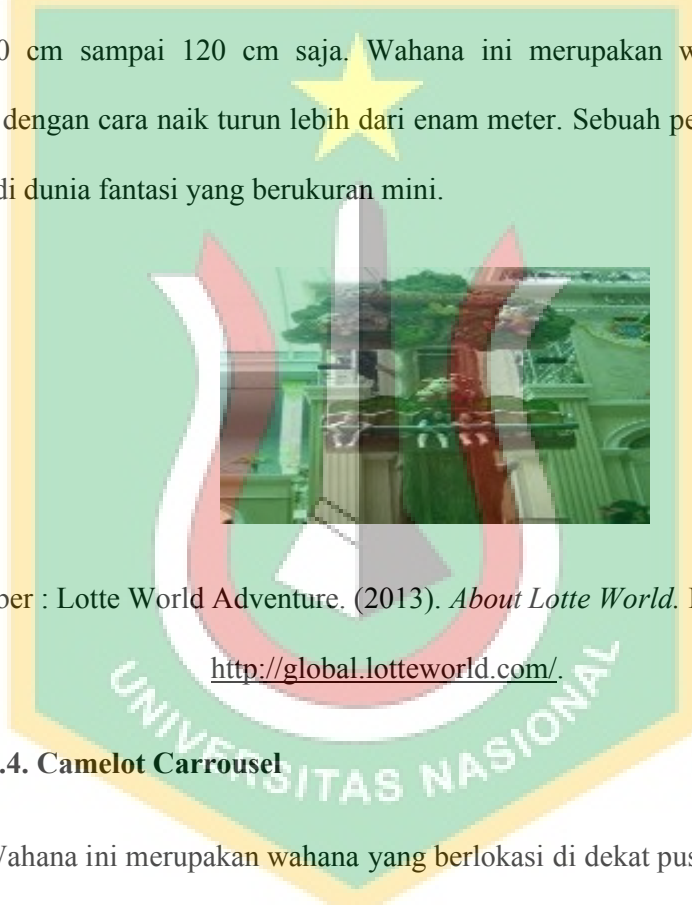 cm sampai 120 cm saja. Wahana ini merupakan
dengan cara naik turun lebih dari enam meter. Sebuah
di dunia fantasi yang berukuran mini.
: Lotte World Adventure. (2013). About Lotte World.
http://global.lotteworld.com/.
.4. Camelot Carrousel
UNIVERSITAS NASIONAL
ini merupakan wahana yang berlokasi di dekat